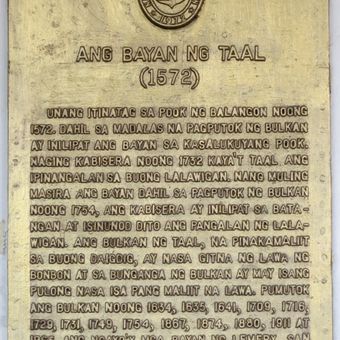 ANG BAYAN NG TAAL
(1572)
UNANG ITINATAG SA POOK NG BALANGON NOONG
1572. DAHIL SA MADALAS NA PAGPUTOK NG BULKAN
AY INILIPAT ANG BAYAN SA KASALUKUYANG POOK.
NAGING KABISERA NOONG 1732 KAYA'T TAAL ANG
IPINANGALAN SA BUONG LALAWIGAN. NANG MULING
MASIRA ANG BAYAN DAHIL SA PAGPUTOK NG BULKAN
NOONG 1754, ANG KABISERA AY INILIPAT SA BATA-
NGAN, AT ISINUNOD DITO ANG PANGALAN NG LALA-
WIGAN. ANG BULKAN NG TAAL, NA PINAKAMALIIT
SA BUONG DAIGDIG, AY NASA GITNA NG LAWA NG
BONBON AT SA BUNGANGA NG BULKAN AY MAY ISANG
PULONG NASA ISA PANG MALIIT NA LAWA. PUMUTOK
ANG BULKAN NOONG 1634, 1635, 1641, 1709, 1716,
1729, 1731, 1749, 1754, 1867, 1874, 1880, 1911 AT
MGA BAYAN NG LEMERY, SAN